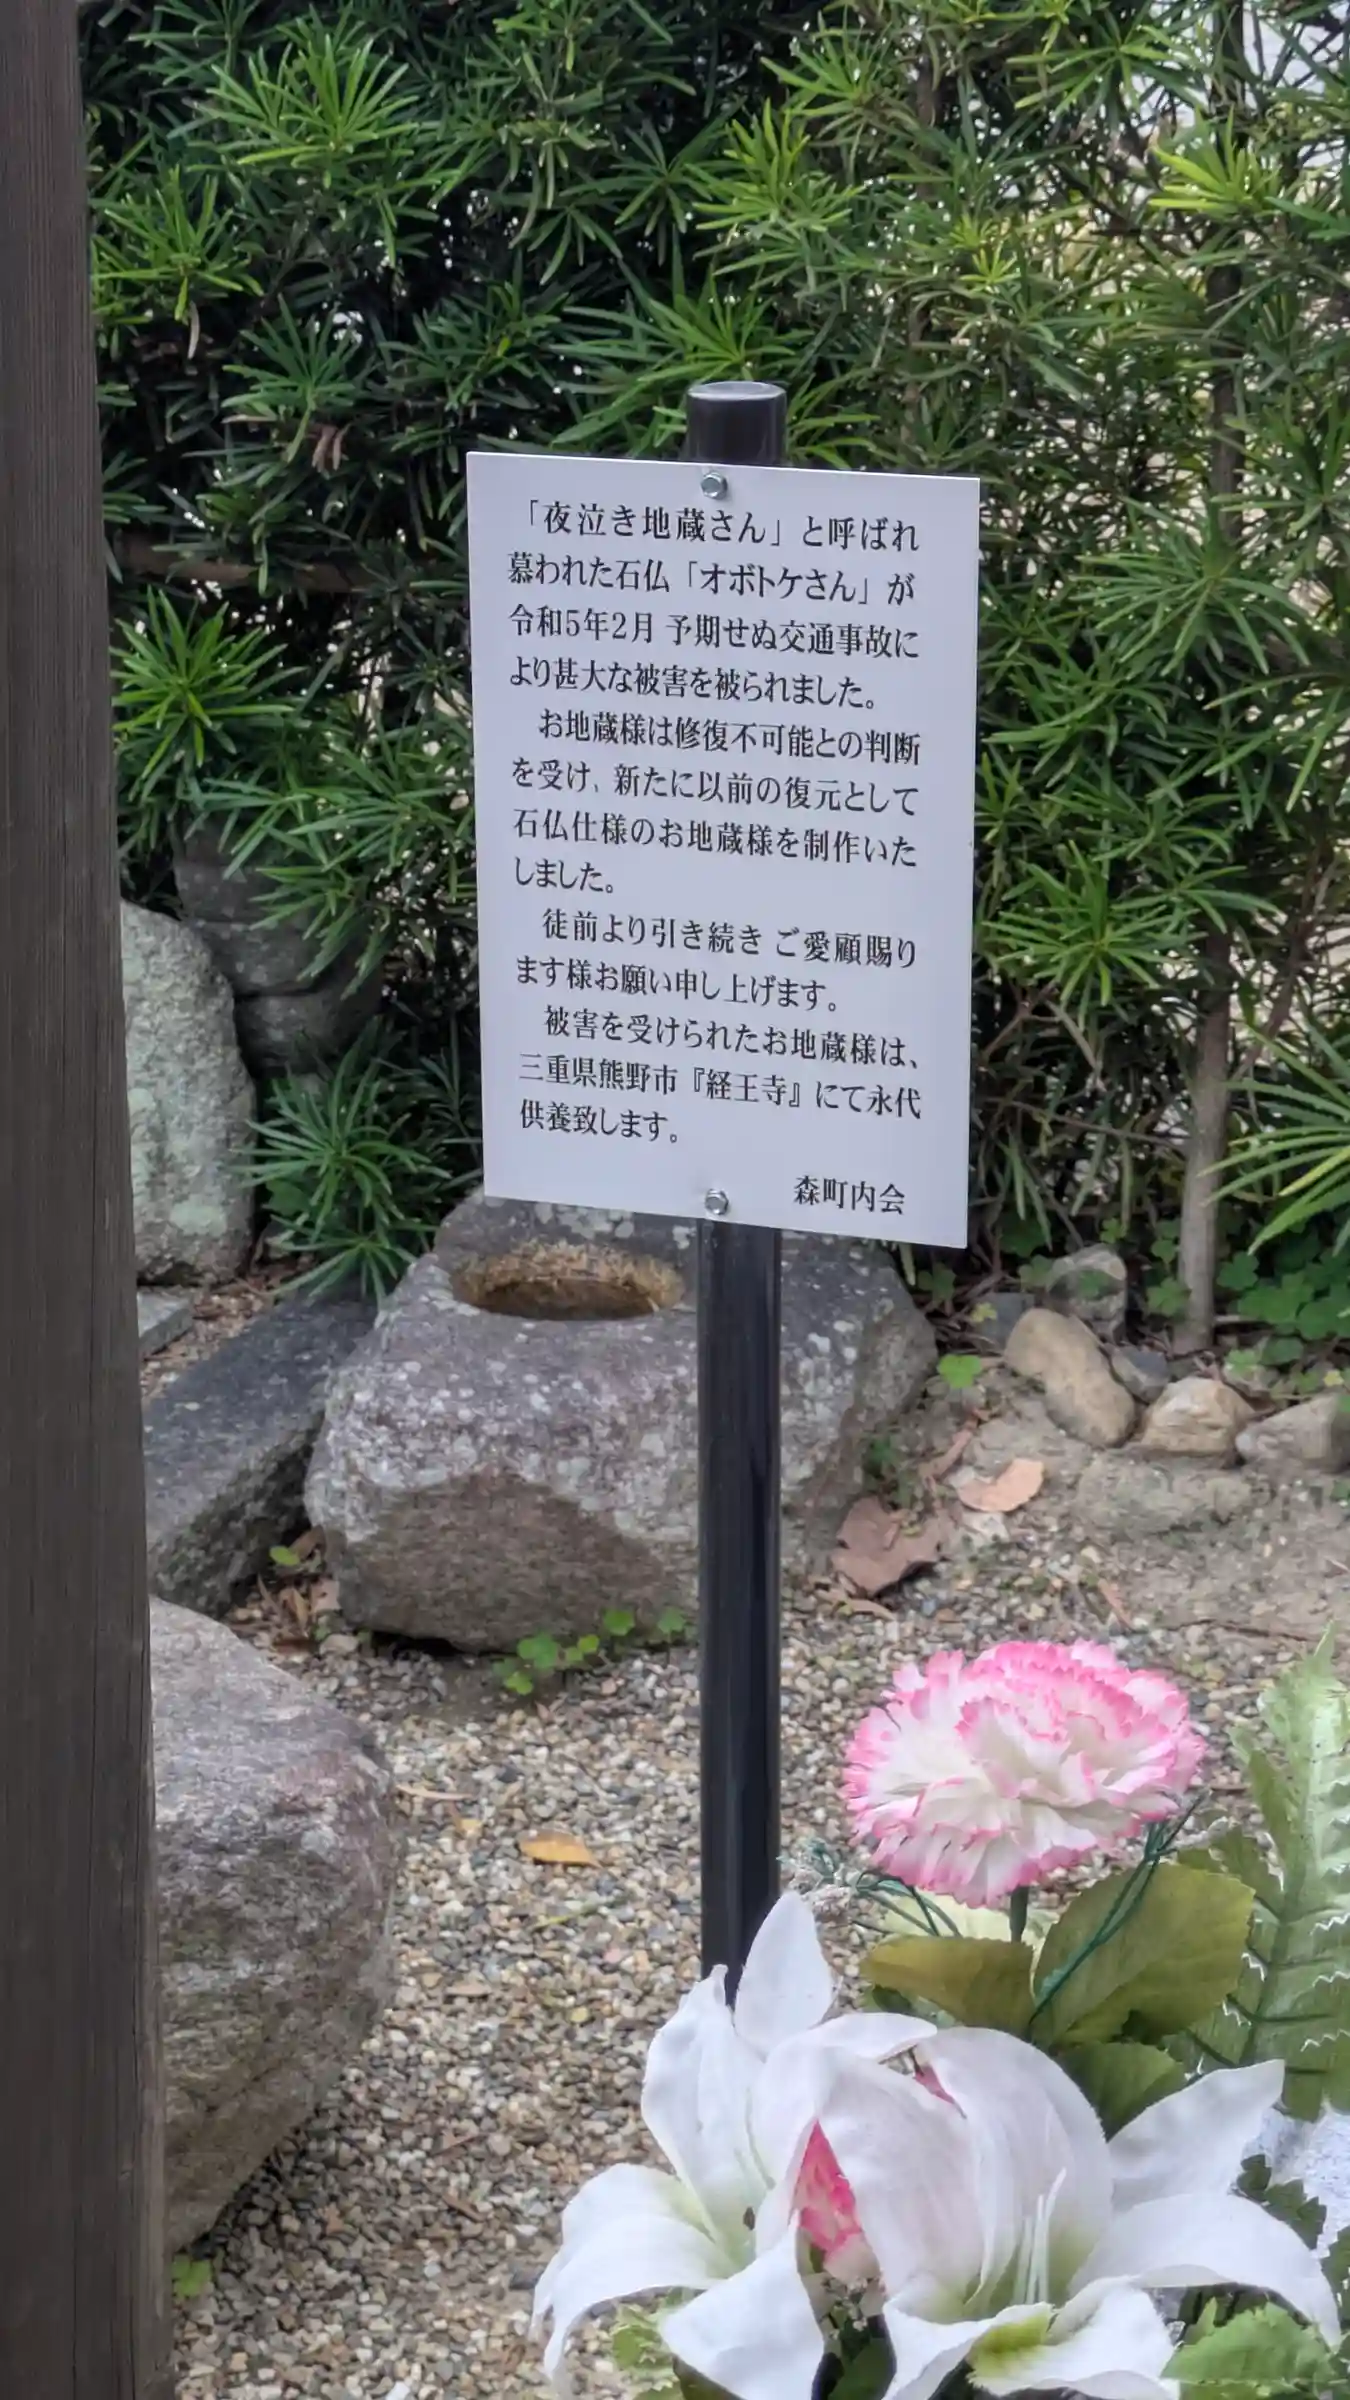 「夜泣き地蔵さん」と呼ばれ
慕われた石仏「オボトケさん」が
令和5年2月 予期せぬ交通事故に
より甚大な被害を被られました。
お地蔵様は修復不可能との判断
を受け、新たに以前の復元として
石仏仕様のお地蔵様を制作いた
しました。
徒前より引き続き ご愛顧賜り
ます様お願い申し上げます。
被害を受けられたお地蔵様は、
三重県熊野市『経王寺』にて永代
供養致します。
森町内会